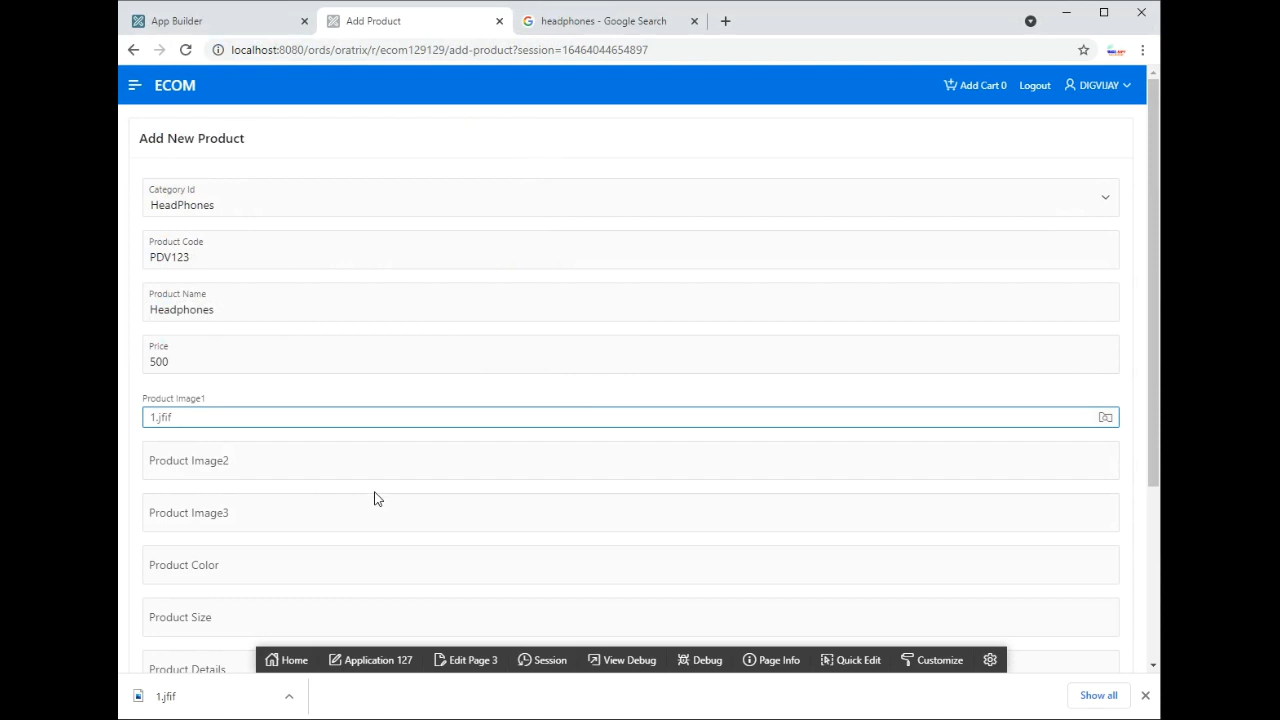 App Builder
Add Product
headphones - Google Search
localhost:8080/ords/oratrix/r/ecom129129/add-product?session=16464044654897
ECOM
Add Cart 0
Logout
DIGVIJAY
Add New Product
Category Id
HeadPhones
Product Code
PDV123
Product Name
Headphones
Price
500
Product Image1
1.jfif
Product Image2
Product Image3
Product Color
Product Size
Product Details
Home
Application 127
Edit Page 3
Session
View Debug
Debug
Page Info
Quick Edit
Customize
1.jfif
Show all